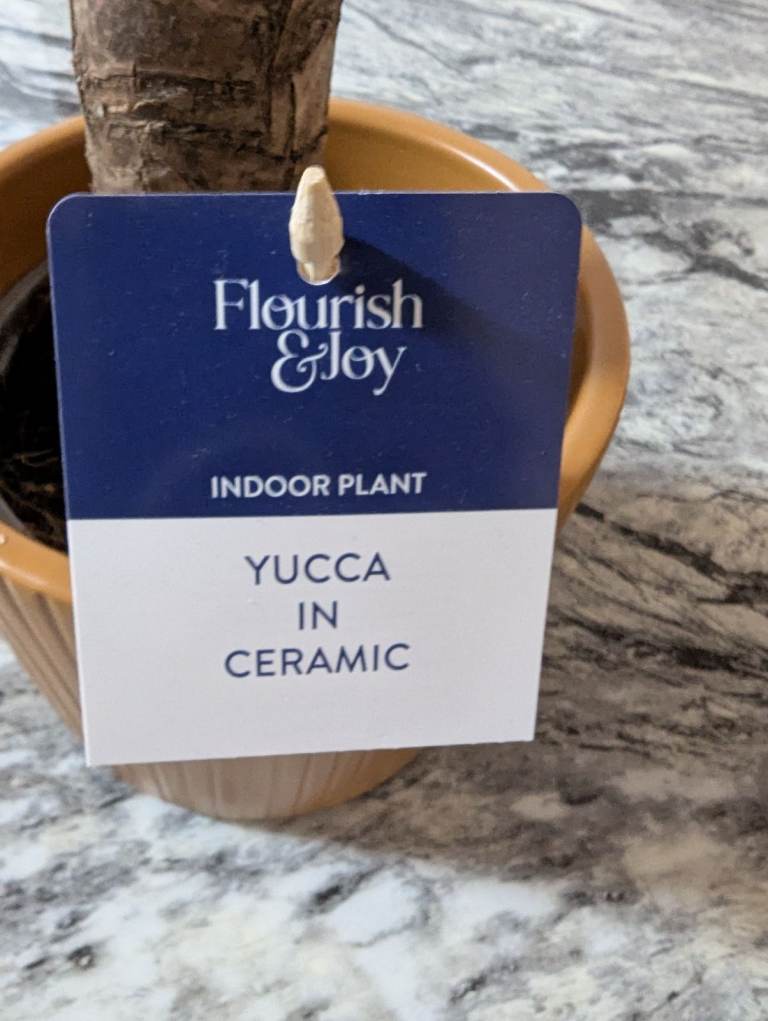 Flourish
&Joy
INDOOR PLANT
YUCCA
IN
CERAMIC